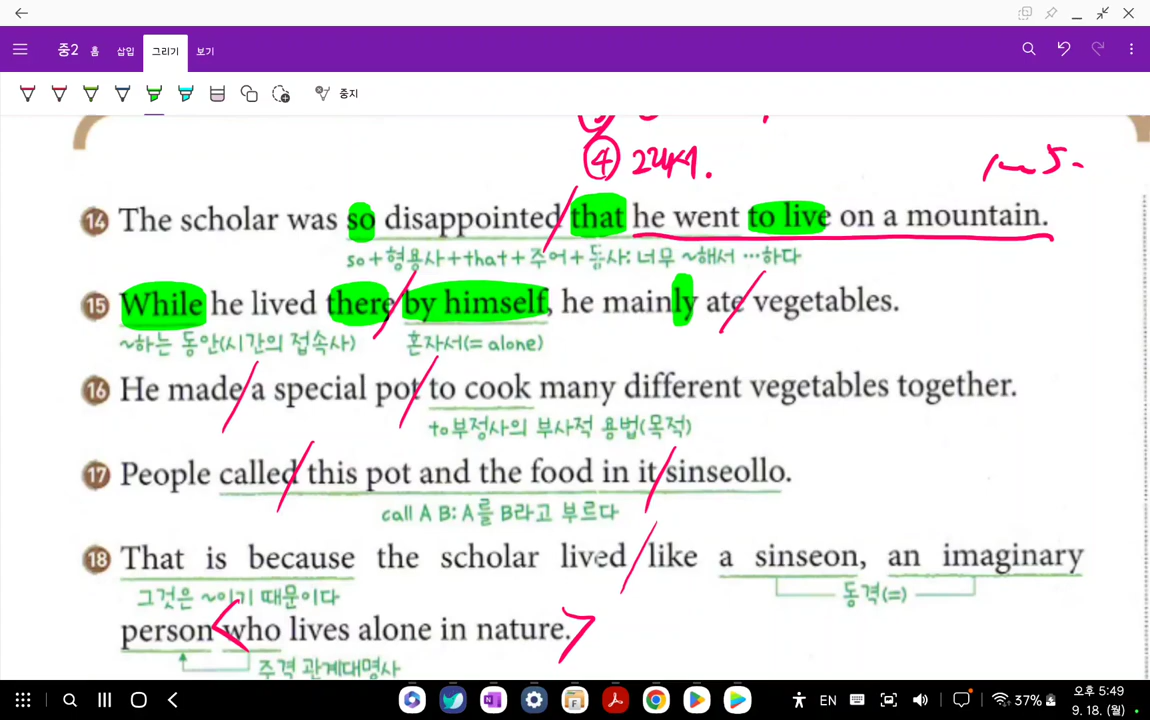 중2 홈 삽입 그리기 보기
중지
④
⑭ The scholar was so disappointed that he went to live on a mountain.
so+형용사+that+주어+동사: 너무 ~해서 …하다
⑮ While he lived there by himself, he mainly ate vegetables.
~하는 동안(시간의 접속사) 혼자서(= alone)
⑯ He made a special pot to cook many different vegetables together.
to부정사의 부사적 용법(목적)
⑰ People called this pot and the food in it sinseollo.
call A B: A를 B라고 부르다
⑱ That is because the scholar lived like a sinseon, an imaginary
그것은 ~이기 때문이다 동격(=)
person who lives alone in nature.
주격 관계대명사
EN 37% 오후 5:49
9. 18. (월)